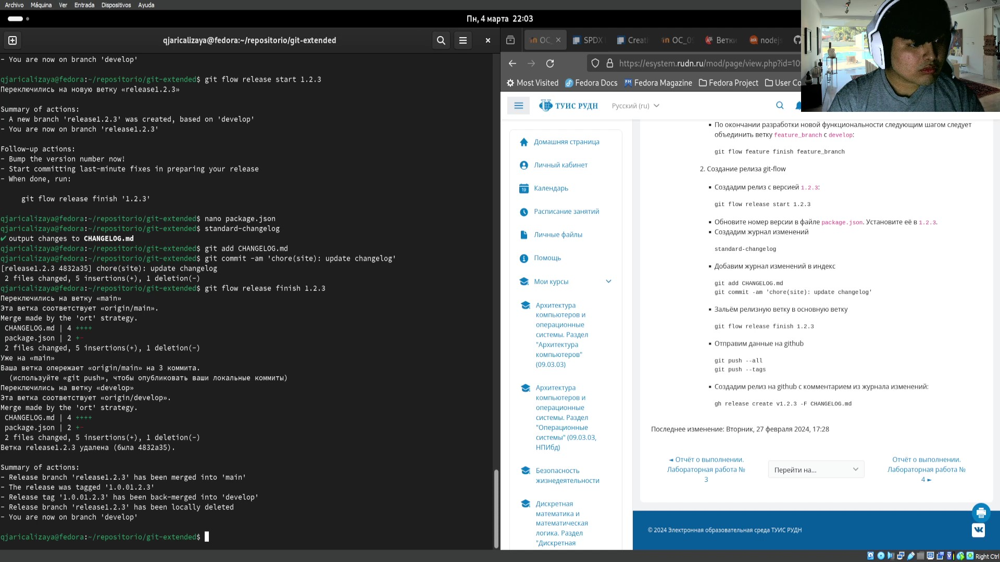 Archivo Máquina Ver Entrada Dispositivos Ayuda
Пн, 4 марта 22:03
qjaricalizaya@fedora:~/repositorio/git-extended
- You are now on branch 'develop'
qjaricalizaya@fedora:~/repositorio/git-extended$ git flow release start 1.2.3
Переключились на новую ветку «release1.2.3»
Summary of actions:
- A new branch 'release1.2.3' was created, based on 'develop'
- You are now on branch 'release1.2.3'
Follow-up actions:
- Bump the version number now!
- Start committing last-minute fixes in preparing your release
- When done, run:
git flow release finish '1.2.3'
qjaricalizaya@fedora:~/repositorio/git-extended$ nano package.json
qjaricalizaya@fedora:~/repositorio/git-extended$ standard-changelog
✔ output changes to CHANGELOG.md
qjaricalizaya@fedora:~/repositorio/git-extended$ git add CHANGELOG.md
qjaricalizaya@fedora:~/repositorio/git-extended$ git commit -am 'chore(site): update changelog'
[release1.2.3 4832a35] chore(site): update changelog
2 files changed, 5 insertions(+), 1 deletion(-)
qjaricalizaya@fedora:~/repositorio/git-extended$ git flow release finish 1.2.3
Переключились на ветку «main»
Эта ветка соответствует «origin/main».
Merge made by the 'ort' strategy.
CHANGELOG.md | 4 ++++
package.json | 2 +-
2 files changed, 5 insertions(+), 1 deletion(-)
Уже на «main»
Ваша ветка опережает «origin/main» на 3 коммита.
(используйте «git push», чтобы опубликовать ваши локальные коммиты)
Переключились на ветку «develop»
Эта ветка соответствует «origin/develop».
Merge made by the 'ort' strategy.
CHANGELOG.md | 4 ++++
package.json | 2 +-
2 files changed, 5 insertions(+), 1 deletion(-)
Ветка release1.2.3 удалена (была 4832a35).
Summary of actions:
- Release branch 'release1.2.3' has been merged into 'main'
- The release was tagged '1.0.01.2.3'
- Release tag '1.0.01.2.3' has been back-merged into 'develop'
- Release branch 'release1.2.3' has been locally deleted
- You are now on branch 'develop'
qjaricalizaya@fedora:~/repositorio/git-extended$
OC_ SPDX Creati OC_0 Ветки nodejs
https://esystem.rudn.ru/mod/page/view.php?id=10
Most Visited Fedora Docs Fedora Magazine Fedora Project User Co
ТУИС РУДН Русский (ru)
Домашняя страница
Личный кабинет
Календарь
Расписание занятий
Личные файлы
Помощь
Мои курсы
Архитектура
компьютеров и
операционные
системы. Раздел
"Архитектура
компьютеров"
(09.03.03)
Архитектура
компьютеров и
операционные
системы. Раздел
"Операционные
системы" (09.03.03,
НПИбд)
Безопасность
жизнедеятельности
Дискретная
математика и
математическая
логика. Раздел
"Дискретная
▪ По окончании разработки новой функциональности следующим шагом следует
объединить ветку feature_branch с develop:
git flow feature finish feature_branch
2. Создание релиза git-flow
▪ Создадим релиз с версией 1.2.3:
git flow release start 1.2.3
▪ Обновите номер версии в файле package.json. Установите её в 1.2.3.
▪ Создадим журнал изменений
standard-changelog
▪ Добавим журнал изменений в индекс
git add CHANGELOG.md
git commit -am 'chore(site): update changelog'
▪ Зальём релизную ветку в основную ветку
git flow release finish 1.2.3
▪ Отправим данные на github
git push --all
git push --tags
▪ Создадим релиз на github с комментарием из журнала изменений:
gh release create v1.2.3 -F CHANGELOG.md
Последнее изменение: Вторник, 27 февраля 2024, 17:28
◄ Отчёт о выполнении.
Лабораторная работа №
3
Перейти на...
Отчёт о выполнении.
Лабораторная работа №
4 ►
© 2024 Электронная образовательная среда ТУИС РУДН
Right Ctrl